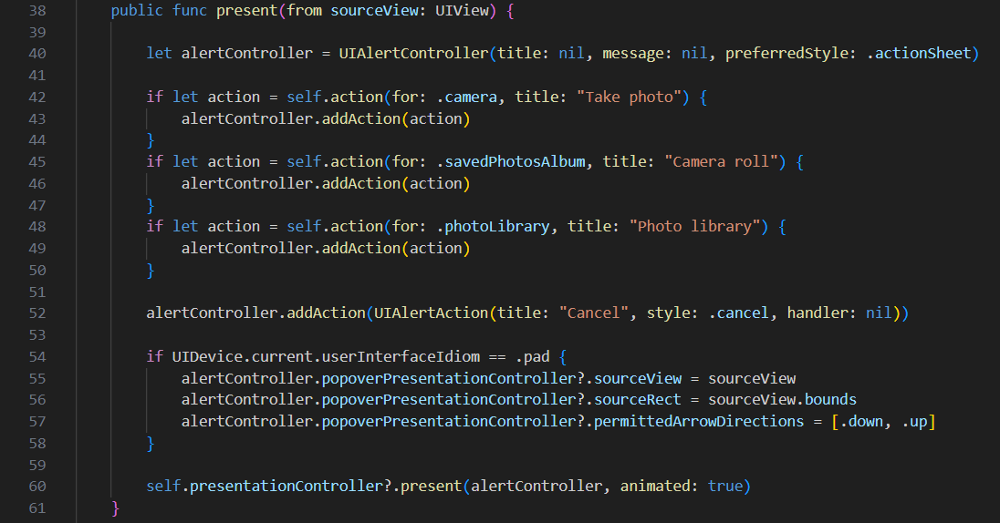 38 public func present(from sourceView: UIView) {
39
40 let alertController = UIAlertController(title: nil, message: nil, preferredStyle: .actionSheet)
41
42 if let action = self.action(for: .camera, title: "Take photo") {
43 alertController.addAction(action)
44 }
45 if let action = self.action(for: .savedPhotosAlbum, title: "Camera roll") {
46 alertController.addAction(action)
47 }
48 if let action = self.action(for: .photoLibrary, title: "Photo library") {
49 alertController.addAction(action)
50 }
51
52 alertController.addAction(UIAlertAction(title: "Cancel", style: .cancel, handler: nil))
53
54 if UIDevice.current.userInterfaceIdiom == .pad {
55 alertController.popoverPresentationController?.sourceView = sourceView
56 alertController.popoverPresentationController?.sourceRect = sourceView.bounds
57 alertController.popoverPresentationController?.permittedArrowDirections = [.down, .up]
58 }
59
60 self.presentationController?.present(alertController, animated: true)
61 }